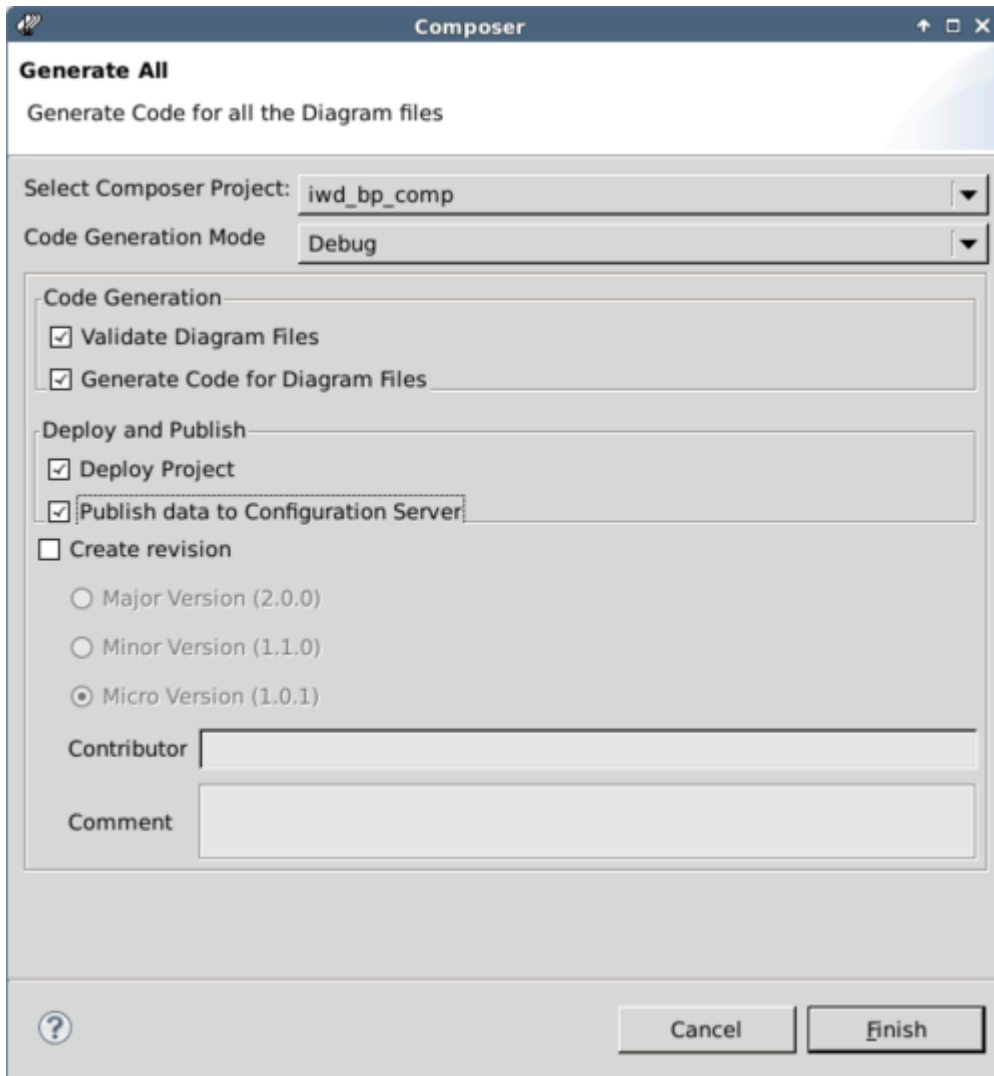 Composer
Generate All
Generate Code for all the Diagram files
Select Composer Project: iwd_bp_comp
Code Generation Mode Debug
Code Generation
Validate Diagram Files
Generate Code for Diagram Files
Deploy and Publish
Deploy Project
Publish data to Configuration Server
Create revision
Major Version (2.0.0)
Minor Version (1.1.0)
Micro Version (1.0.1)
Contributor
Comment
? Cancel Finish